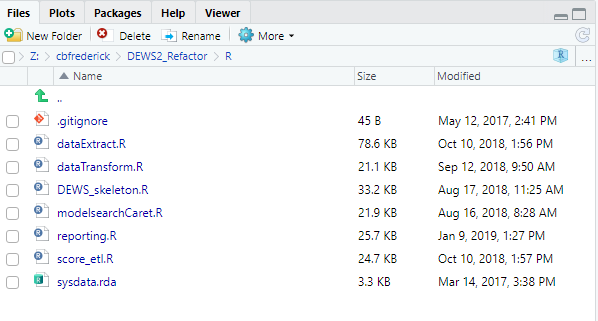 Files Plots Packages Help Viewer
New Folder Delete Rename More
Z: cbfrederick DEWS2_Refactor R R ...
Name Size Modified
..
.gitignore 45 B May 12, 2017, 2:41 PM
dataExtract.R 78.6 KB Oct 10, 2018, 1:56 PM
dataTransform.R 21.1 KB Sep 12, 2018, 9:50 AM
DEWS_skeleton.R 33.2 KB Aug 17, 2018, 11:25 AM
modelsearchCaret.R 21.9 KB Aug 16, 2018, 8:28 AM
reporting.R 25.7 KB Jan 9, 2019, 1:27 PM
score_etl.R 24.7 KB Oct 10, 2018, 1:57 PM
sysdata.rda 3.3 KB Mar 14, 2017, 3:38 PM